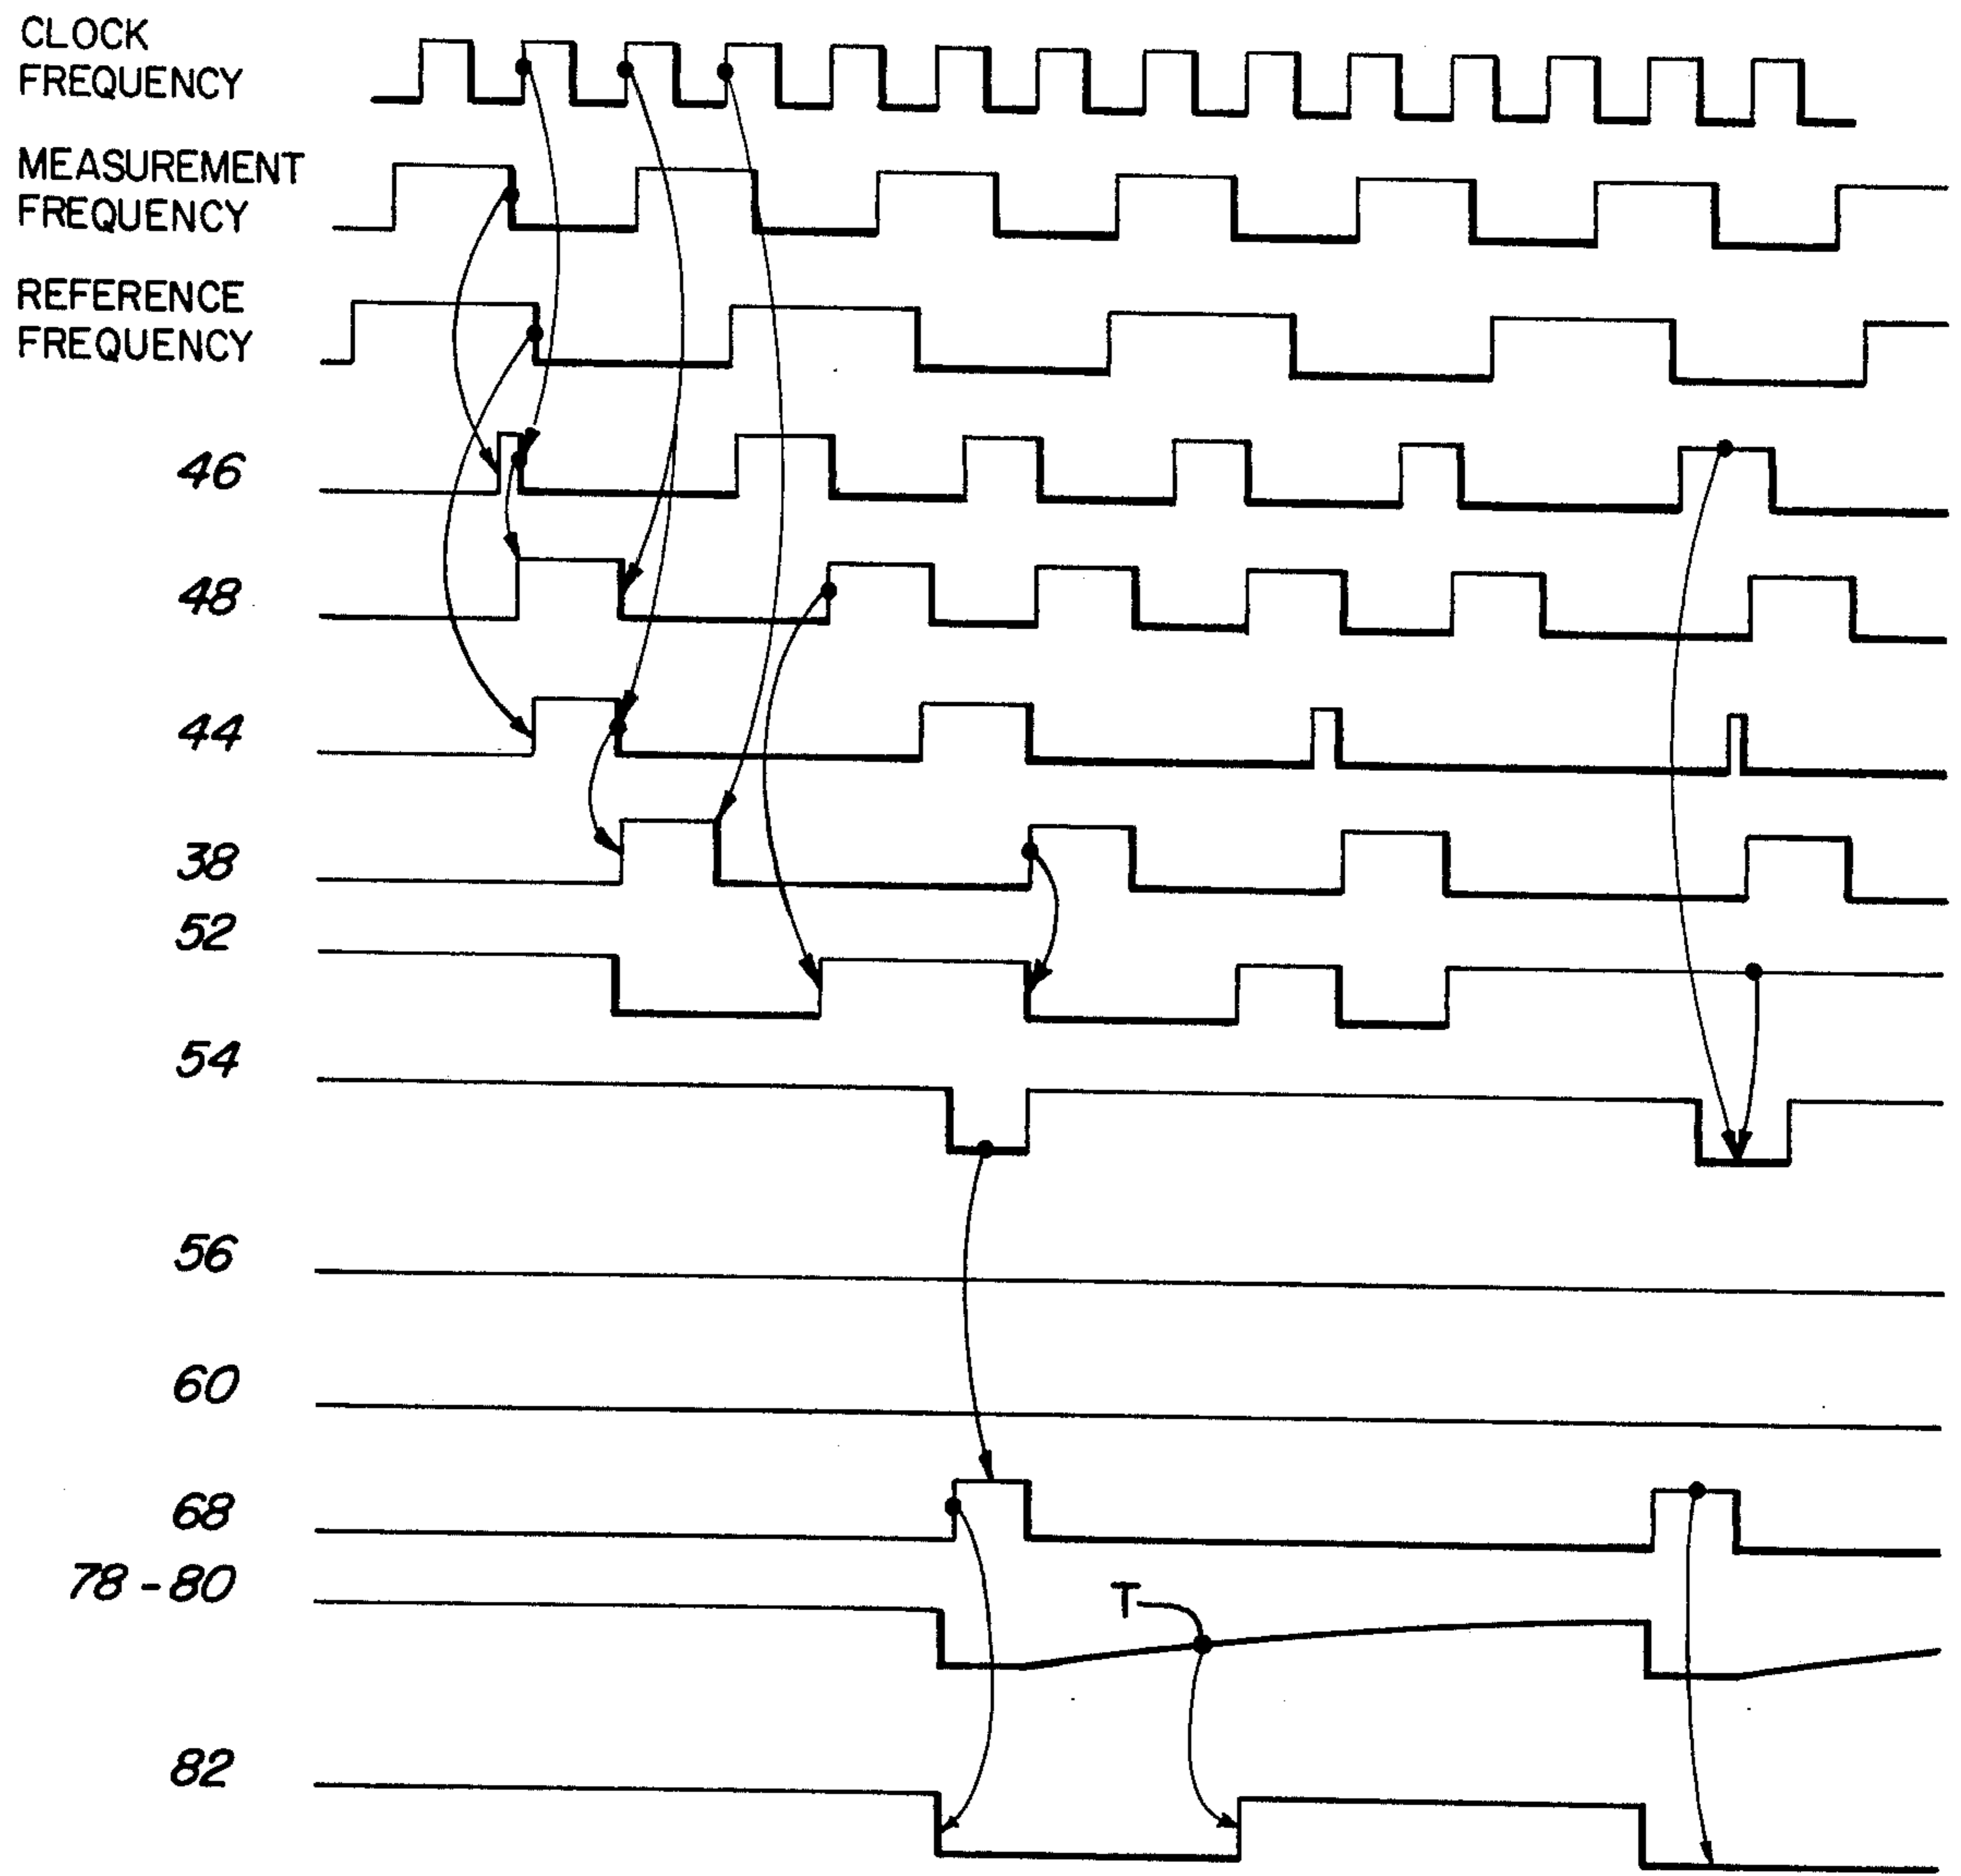 CLOCK
FREQUENCY
MEASUREMENT
FREQUENCY
REFERENCE
FREQUENCY
46
48
44
38
52
54
56
60
68
78-80
T
82